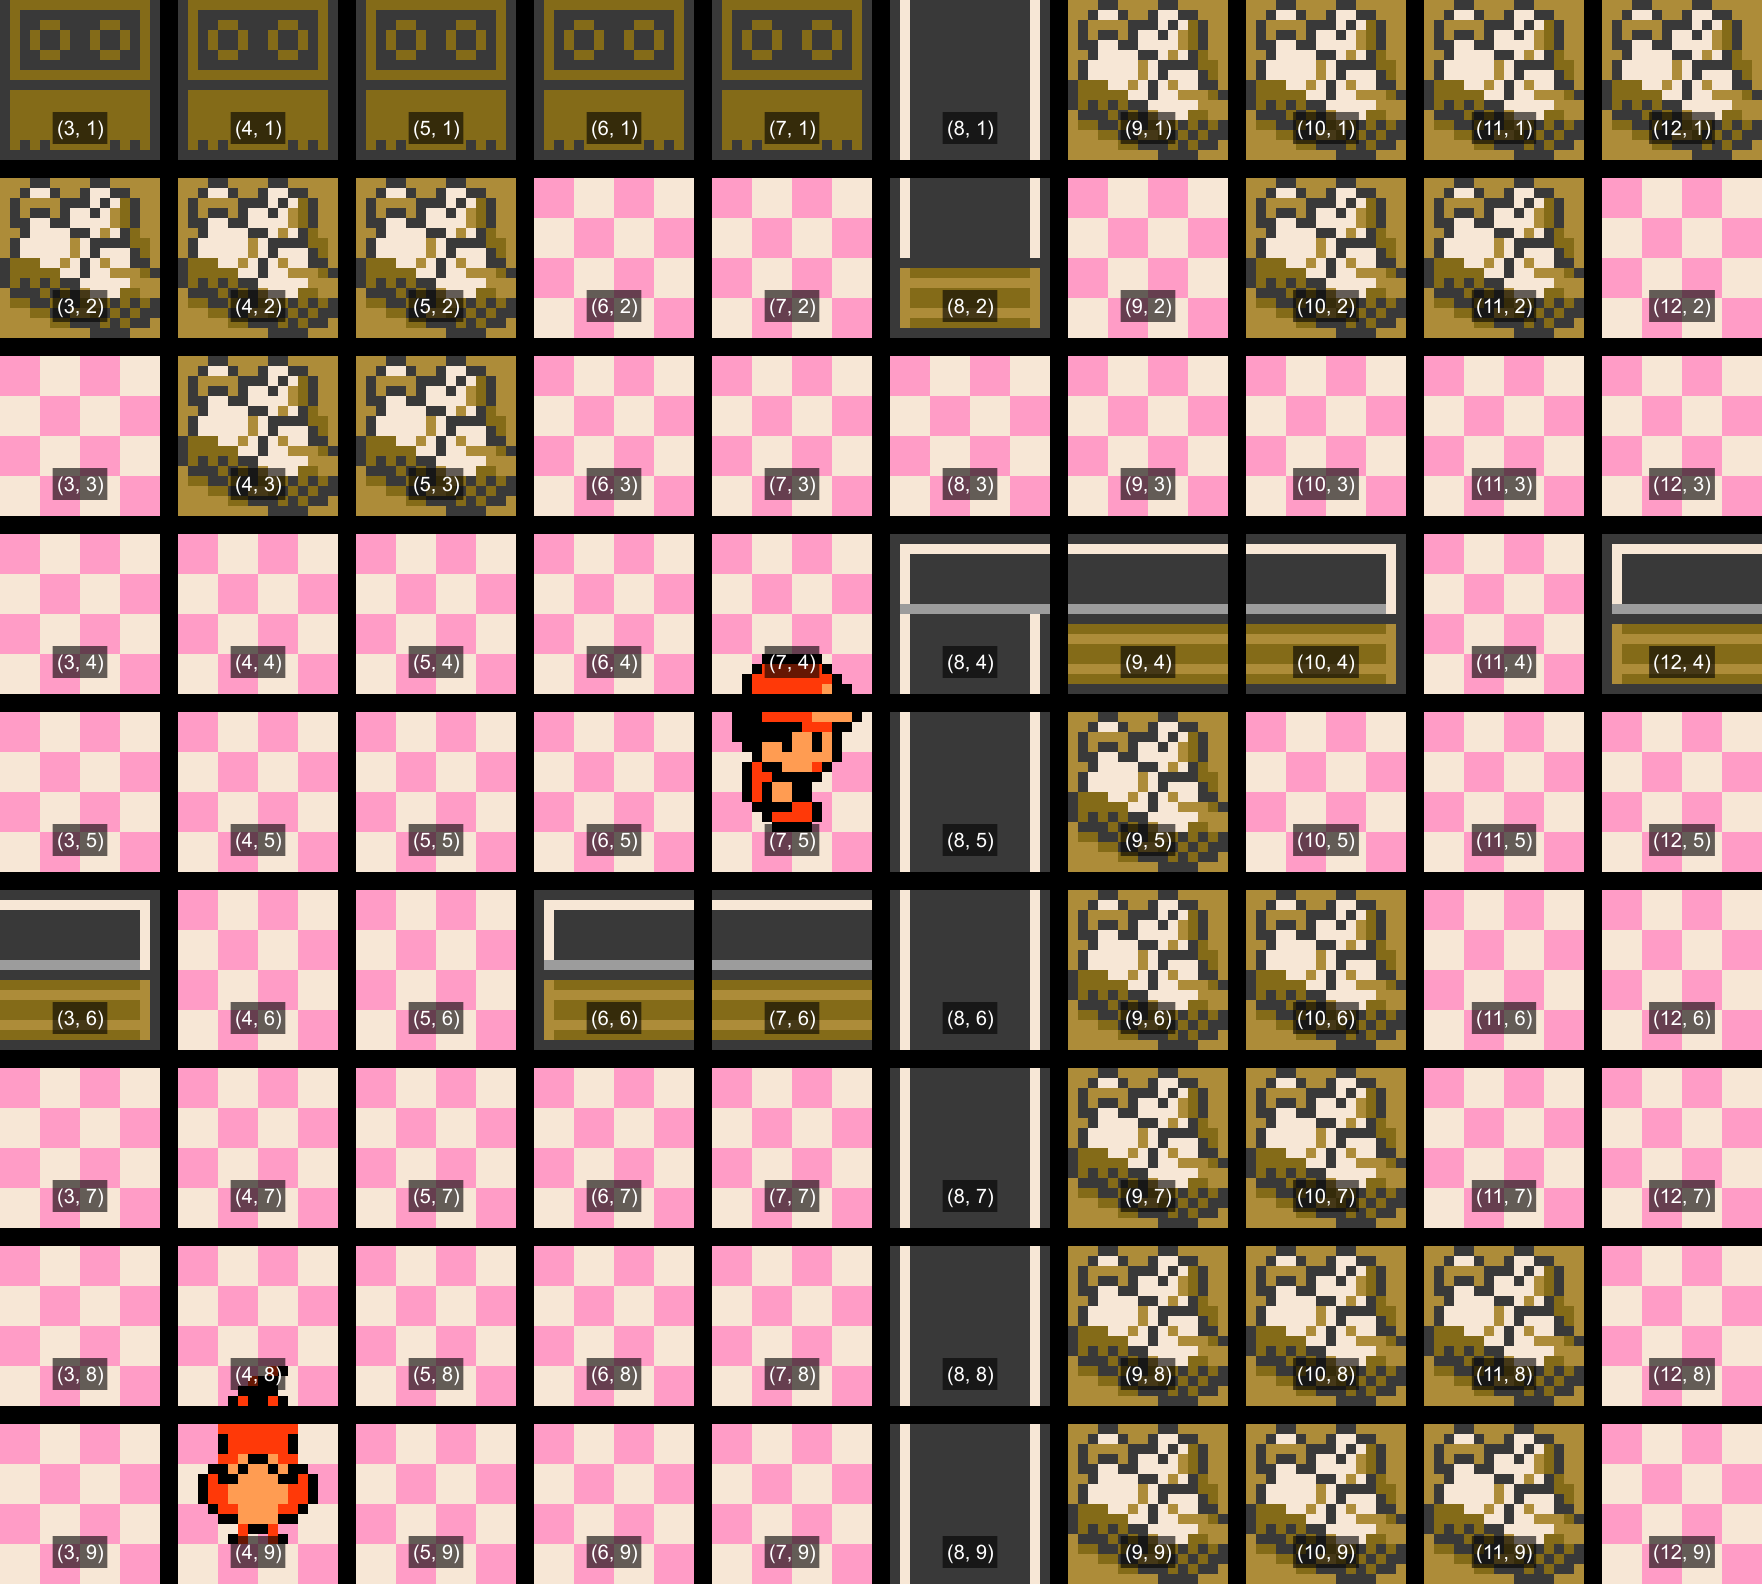 (3, 1) (4, 1) (5, 1) (6, 1) (7, 1) (8, 1) (9, 1) (10, 1) (11, 1) (12, 1)
(3, 2) (4, 2) (5, 2) (6, 2) (7, 2) (8, 2) (9, 2) (10, 2) (11, 2) (12, 2)
(3, 3) (4, 3) (5, 3) (6, 3) (7, 3) (8, 3) (9, 3) (10, 3) (11, 3) (12, 3)
(3, 4) (4, 4) (5, 4) (6, 4) (7, 4) (8, 4) (9, 4) (10, 4) (11, 4) (12, 4)
(3, 5) (4, 5) (5, 5) (6, 5) (7, 5) (8, 5) (9, 5) (10, 5) (11, 5) (12, 5)
(3, 6) (4, 6) (5, 6) (6, 6) (7, 6) (8, 6) (9, 6) (10, 6) (11, 6) (12, 6)
(3, 7) (4, 7) (5, 7) (6, 7) (7, 7) (8, 7) (9, 7) (10, 7) (11, 7) (12, 7)
(3, 8) (4, 8) (5, 8) (6, 8) (7, 8) (8, 8) (9, 8) (10, 8) (11, 8) (12, 8)
(3, 9) (4, 9) (5, 9) (6, 9) (7, 9) (8, 9) (9, 9) (10, 9) (11, 9) (12, 9)